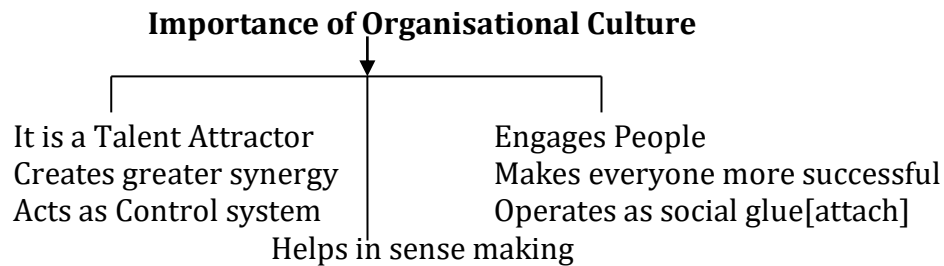 Importance of Organisational Culture
It is a Talent Attractor
Creates greater synergy
Acts as Control system
Engages People
Makes everyone more successful
Operates as social glue[attach]
Helps in sense making